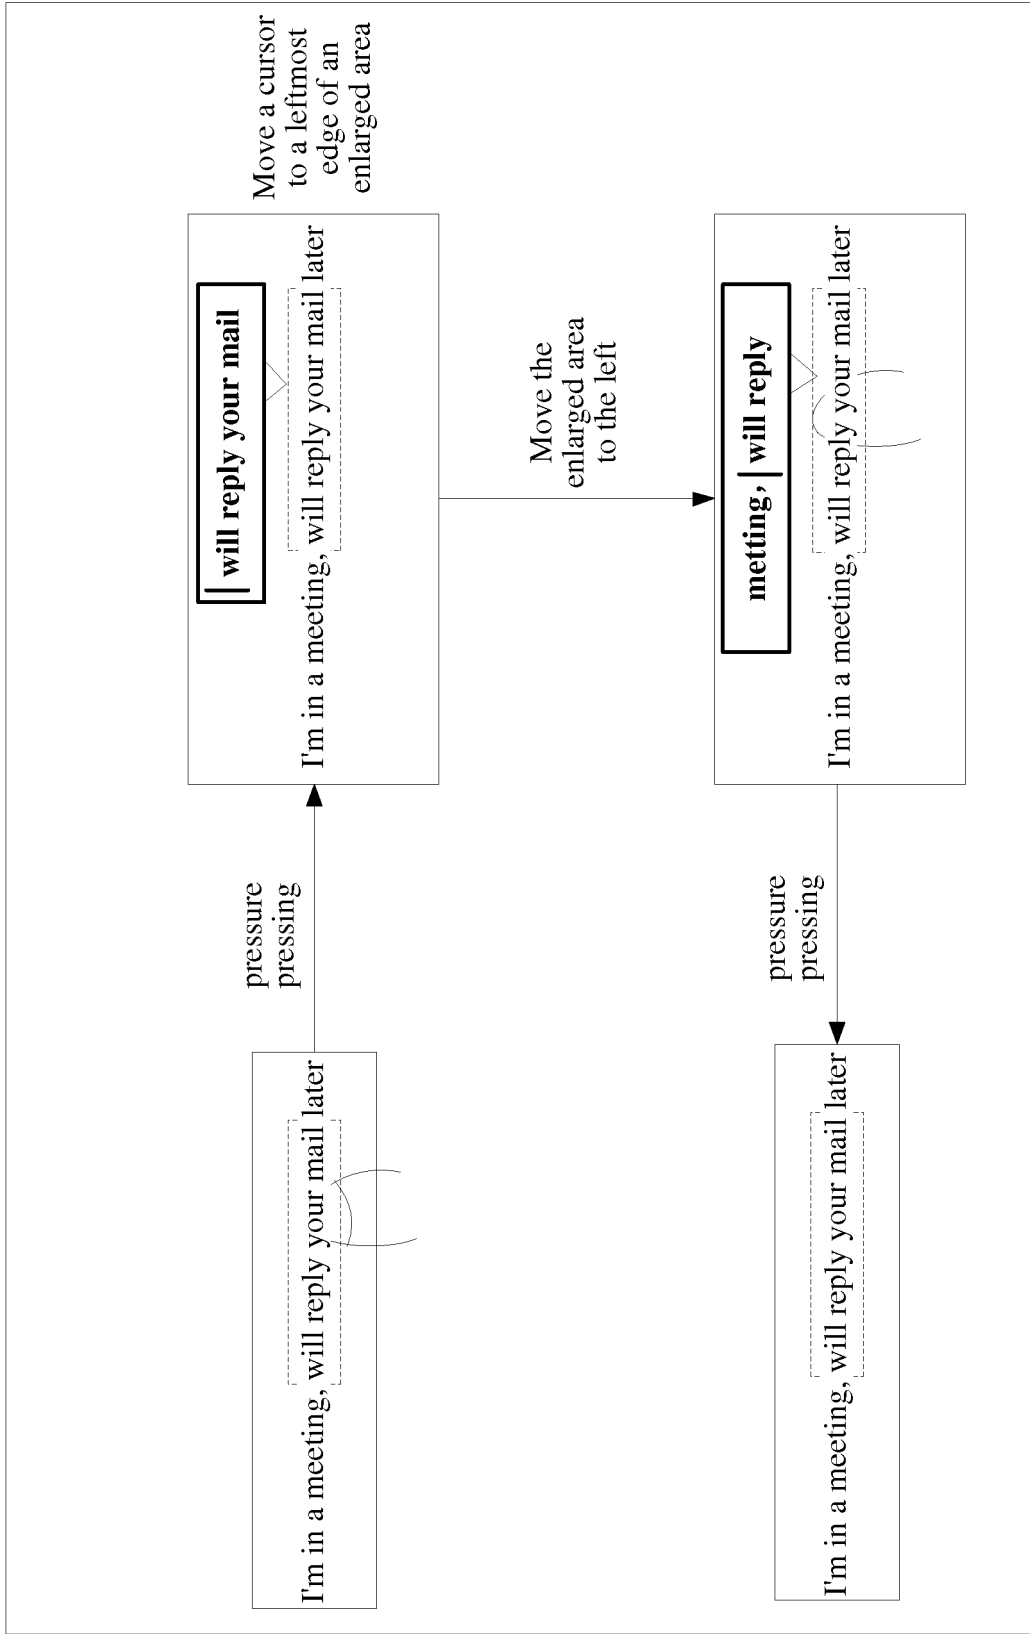 I'm in a meeting, will reply your mail later
pressure
pressing
will reply your mail
I'm in a meeting, will reply your mail later
Move a cursor
to a leftmost
edge of an
enlarged area
Move the
enlarged area
to the left
metting, will reply
I'm in a meeting, will reply your mail later
pressure
pressing
I'm in a meeting, will reply your mail later